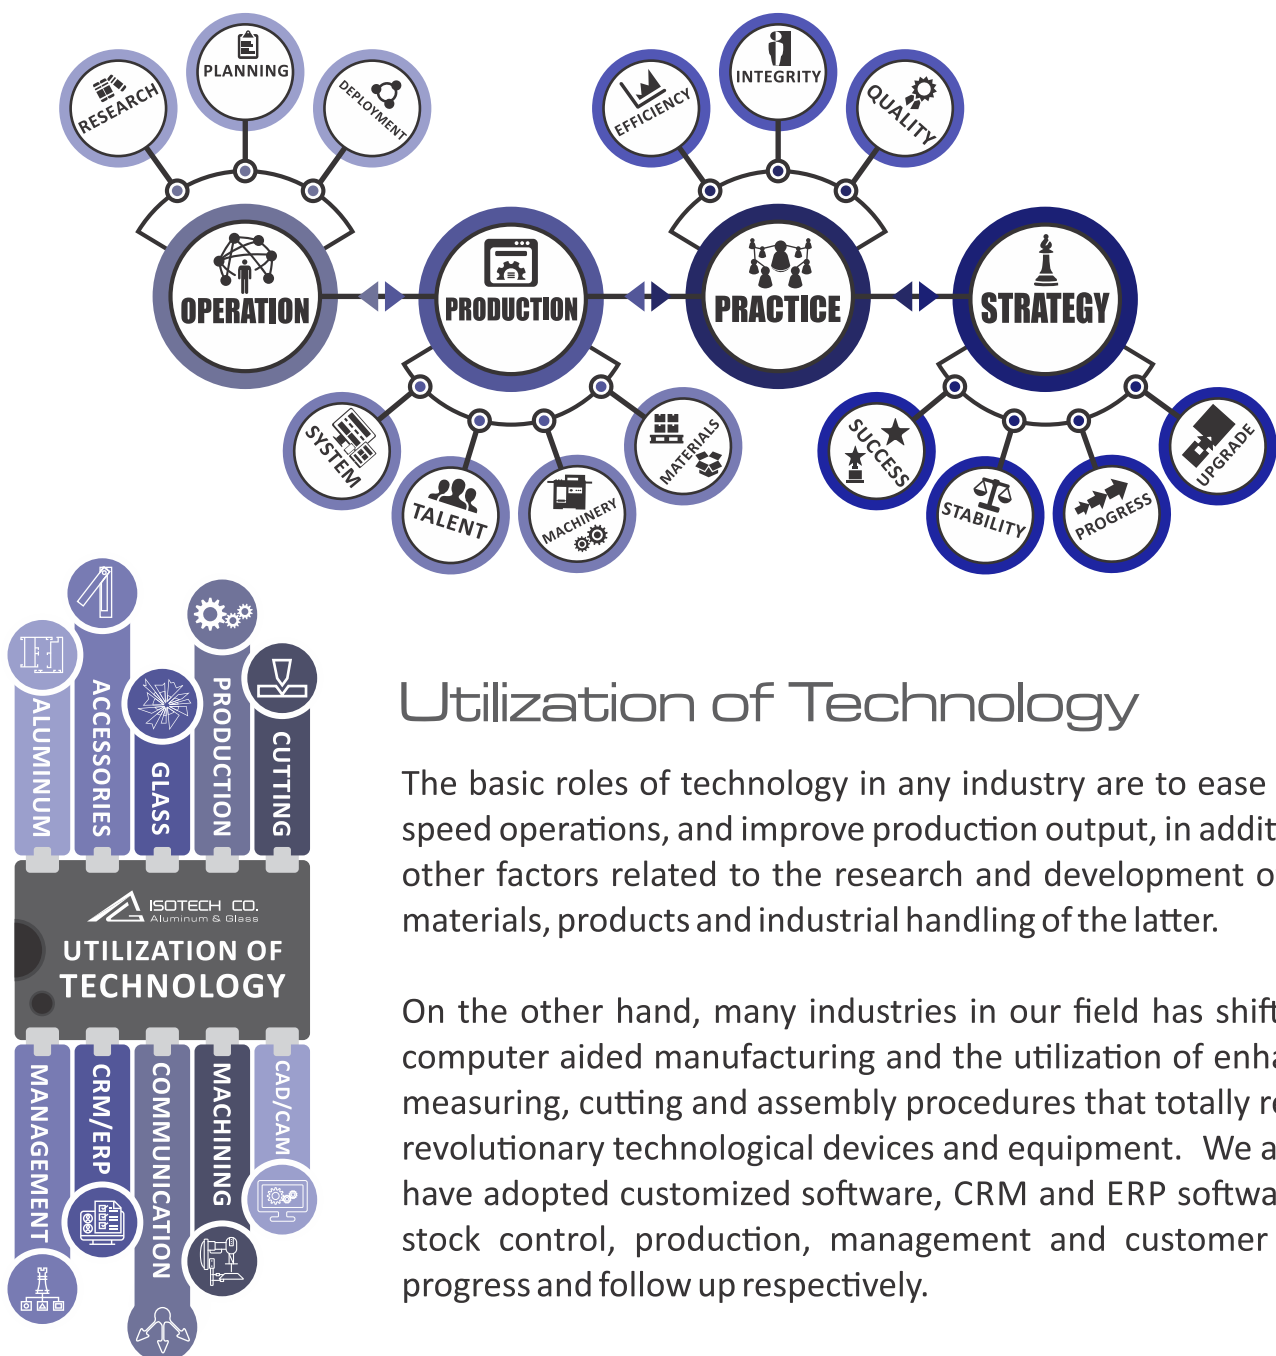 RESEARCH
PLANNING
DEPLOYMENT
EFFICIENCY
INTEGRITY
QUALITY
OPERATION
PRODUCTION
PRACTICE
STRATEGY
SYSTEM
TALENT
MACHINERY
MATERIALS
SUCCESS
STABILITY
PROGRESS
UPGRADE
ALUMINUM
ACCESSORIES
GLASS
PRODUCTION
CUTTING
ISOTECH CO.
Aluminum & Glass
UTILIZATION OF
TECHNOLOGY
MANAGEMENT
CRM/ERP
COMMUNICATION
MACHINING
CAD/CAM
Utilization of Technology
The basic roles of technology in any industry are to ease
speed operations, and improve production output, in addit
other factors related to the research and development o
materials, products and industrial handling of the latter.
On the other hand, many industries in our field has shift
computer aided manufacturing and the utilization of enha
measuring, cutting and assembly procedures that totally re
revolutionary technological devices and equipment. We a
have adopted customized software, CRM and ERP softwa
stock control, production, management and customer
progress and follow up respectively.